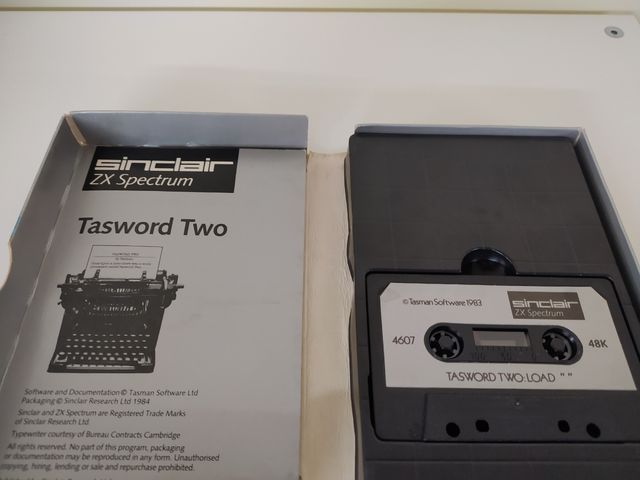 sinclair
ZX Spectrum
Tasword Two
Software and Documentation © Tasman Software Ltd
Packaging © Sinclair Research Ltd 1984
Sinclair and ZX Spectrum are Registered Trade Marks
of Sinclair Research Ltd
Typewriter courtesy of Bureau Contracts Cambridge
All rights reserved. No part of this program, packaging
or documentation may be reproduced in any form. Unauthorised
copying, hiring, lending or sale and repurchase prohibited.
© Tasman Software 1983
sinclair
ZX Spectrum
4607
48K
TASWORD TWO: LOAD " "